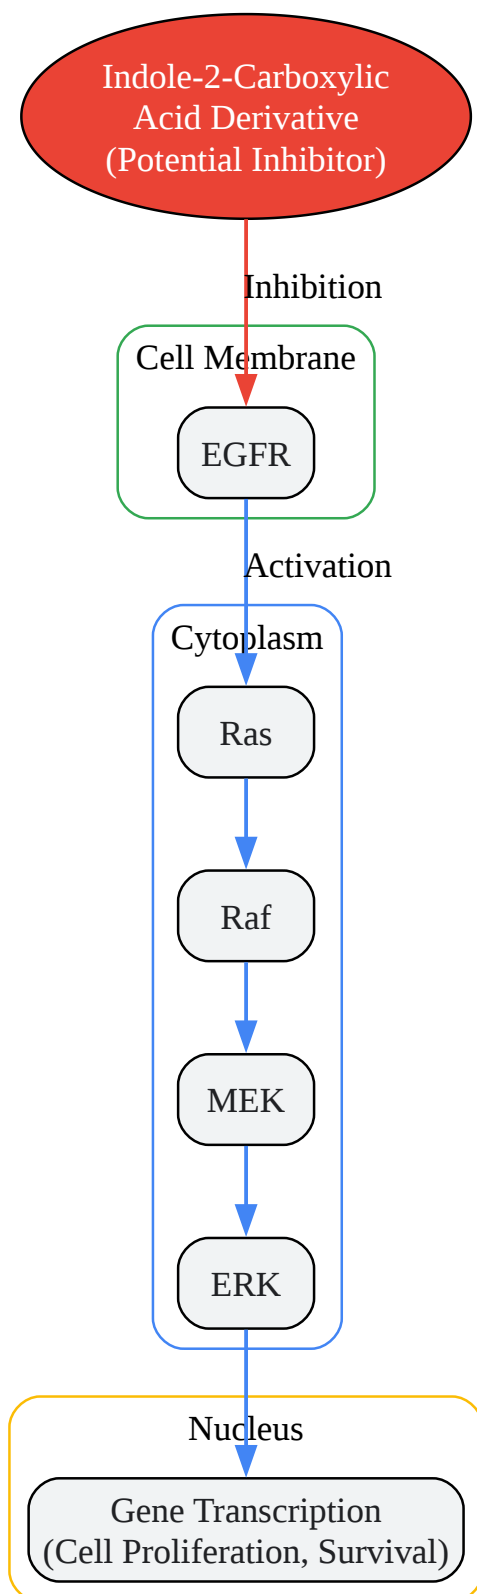 Indole-2-Carboxylic
Acid Derivative
(Potential Inhibitor)
Inhibition
Cell Membrane
EGFR
Activation
Cytoplasm
Ras
Raf
MEK
ERK
Nucleus
Gene Transcription
(Cell Proliferation, Survival)